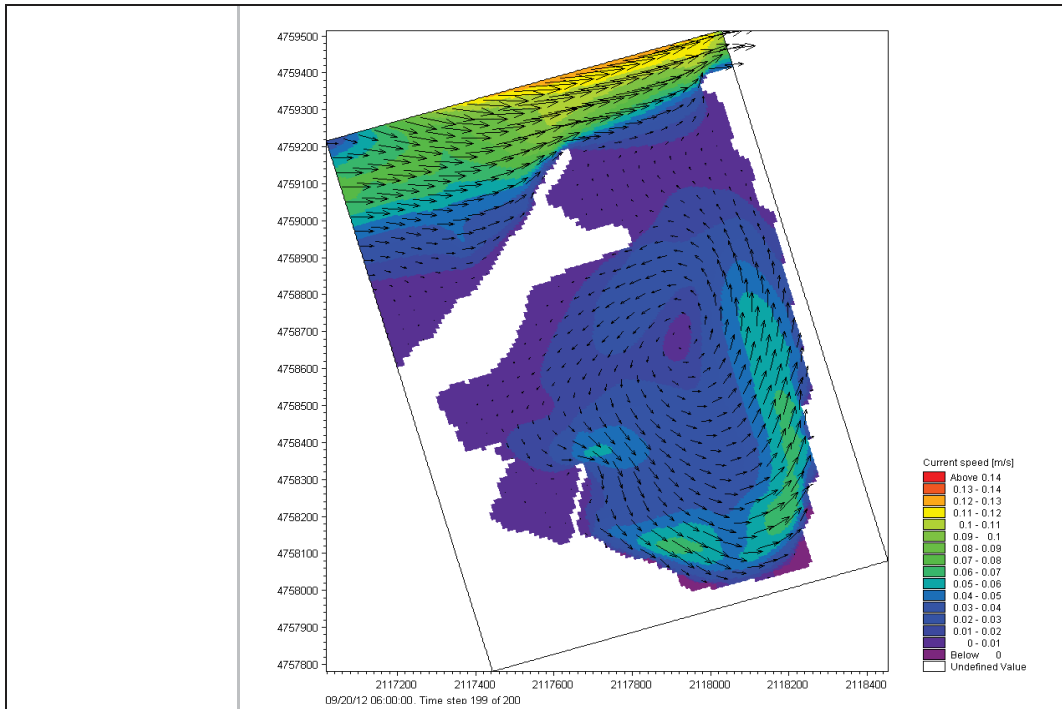 4759500
4759400
4759300
4759200
4759100
4759000
4758900
4758800
4758700
4758600
4758500
4758400
4758300
4758200
4758100
4758000
4757900
4757800
2117200 2117400 2117600 2117800 2118000 2118200 2118400
09/20/12 06:00:00, Time step 199 of 200
Current speed [m/s]
Above 0.14
0.13 - 0.14
0.12 - 0.13
0.11 - 0.12
0.1 - 0.11
0.09 - 0.1
0.08 - 0.09
0.07 - 0.08
0.06 - 0.07
0.05 - 0.06
0.04 - 0.05
0.03 - 0.04
0.02 - 0.03
0.01 - 0.02
0 - 0.01
Below 0
Undefined Value